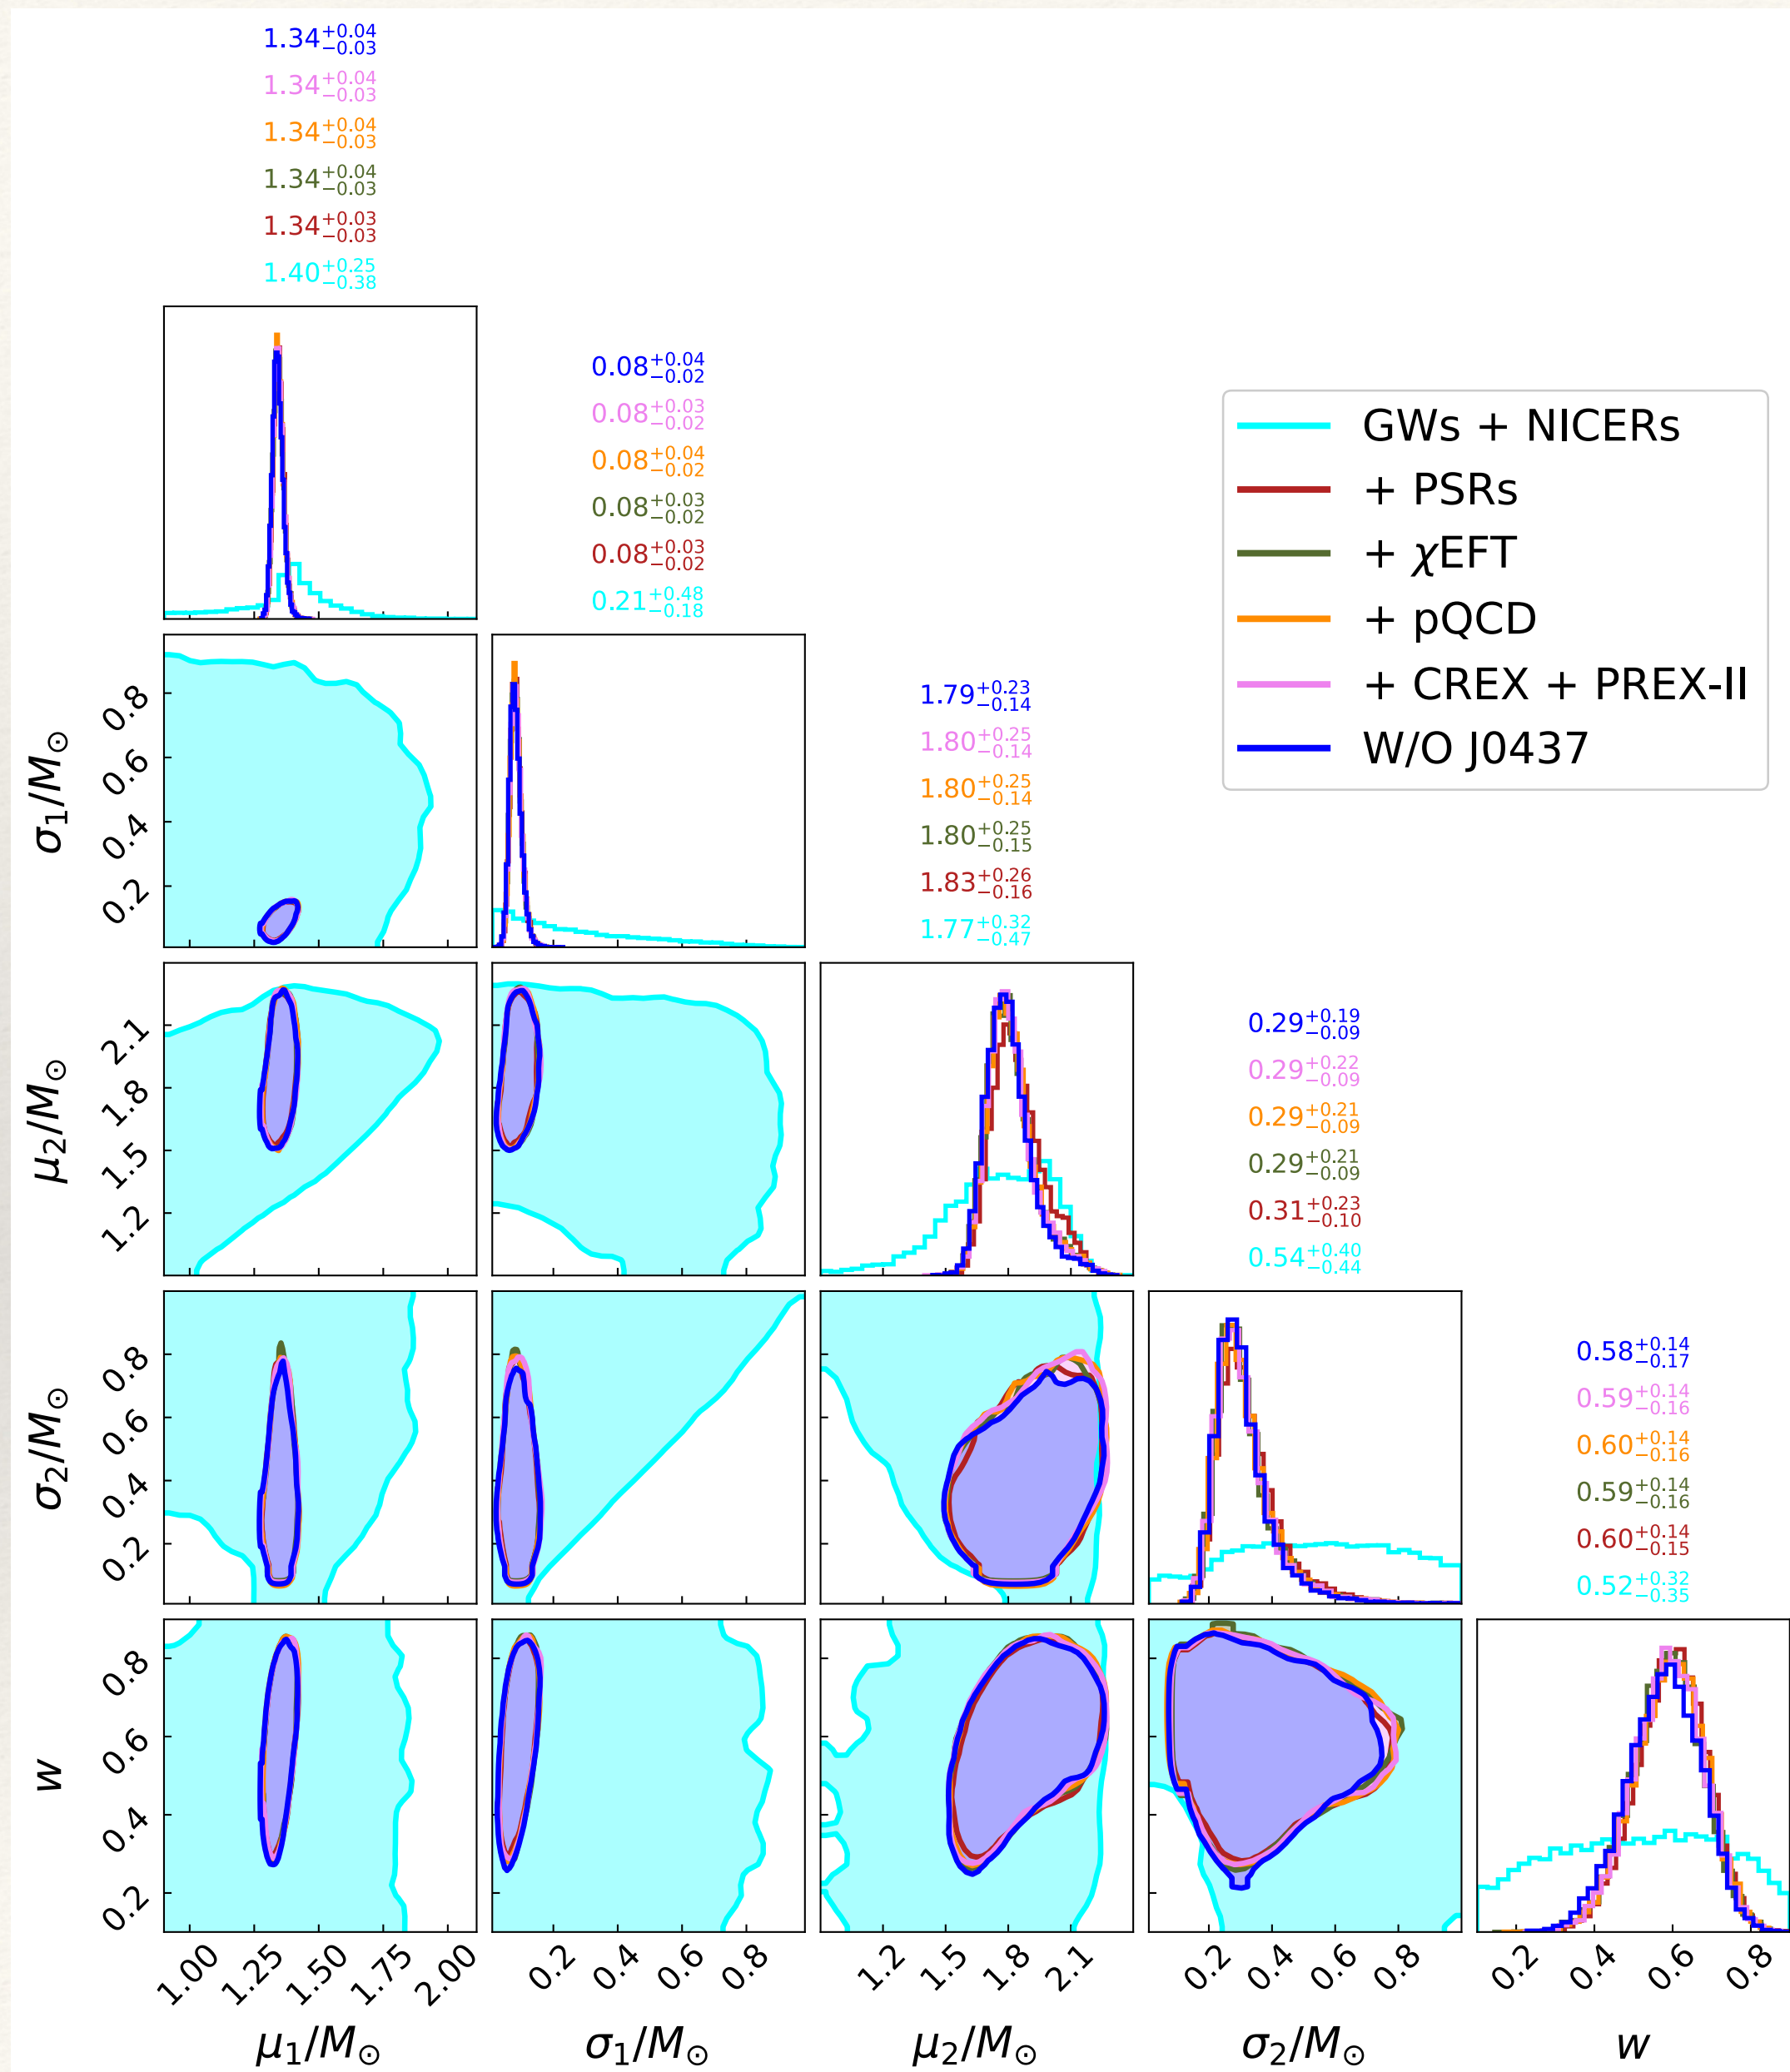 1.34+0.04−0.03
1.34+0.04−0.03
1.34+0.04−0.03
1.34+0.04−0.03
1.34+0.03−0.03
1.40+0.25−0.38
0.08+0.04−0.02
0.08+0.03−0.02
0.08+0.04−0.02
0.08+0.03−0.02
0.08+0.03−0.02
0.21+0.48−0.18
GWs + NICERs
+ PSRs
+ χEFT
+ pQCD
+ CREX + PREX-II
W/O J0437
1.79+0.23−0.14
1.80+0.25−0.14
1.80+0.25−0.14
1.80+0.25−0.15
1.83+0.26−0.16
1.77+0.32−0.47
0.29+0.19−0.09
0.29+0.22−0.09
0.29+0.21−0.09
0.29+0.21−0.09
0.31+0.23−0.10
0.54+0.40−0.44
0.58+0.14−0.17
0.59+0.14−0.16
0.60+0.14−0.16
0.59+0.14−0.16
0.60+0.14−0.15
0.52+0.32−0.35
σ1/M⊙
0.8
0.6
0.4
0.2
μ2/M⊙
2.1
1.8
1.5
1.2
σ2/M⊙
0.8
0.6
0.4
0.2
w
0.8
0.6
0.4
0.2
1.00 1.25 1.50 1.75 2.00
0.2 0.4 0.6 0.8
1.2 1.5 1.8 2.1
0.2 0.4 0.6 0.8
0.2 0.4 0.6 0.8
μ1/M⊙
σ1/M⊙
μ2/M⊙
σ2/M⊙
w